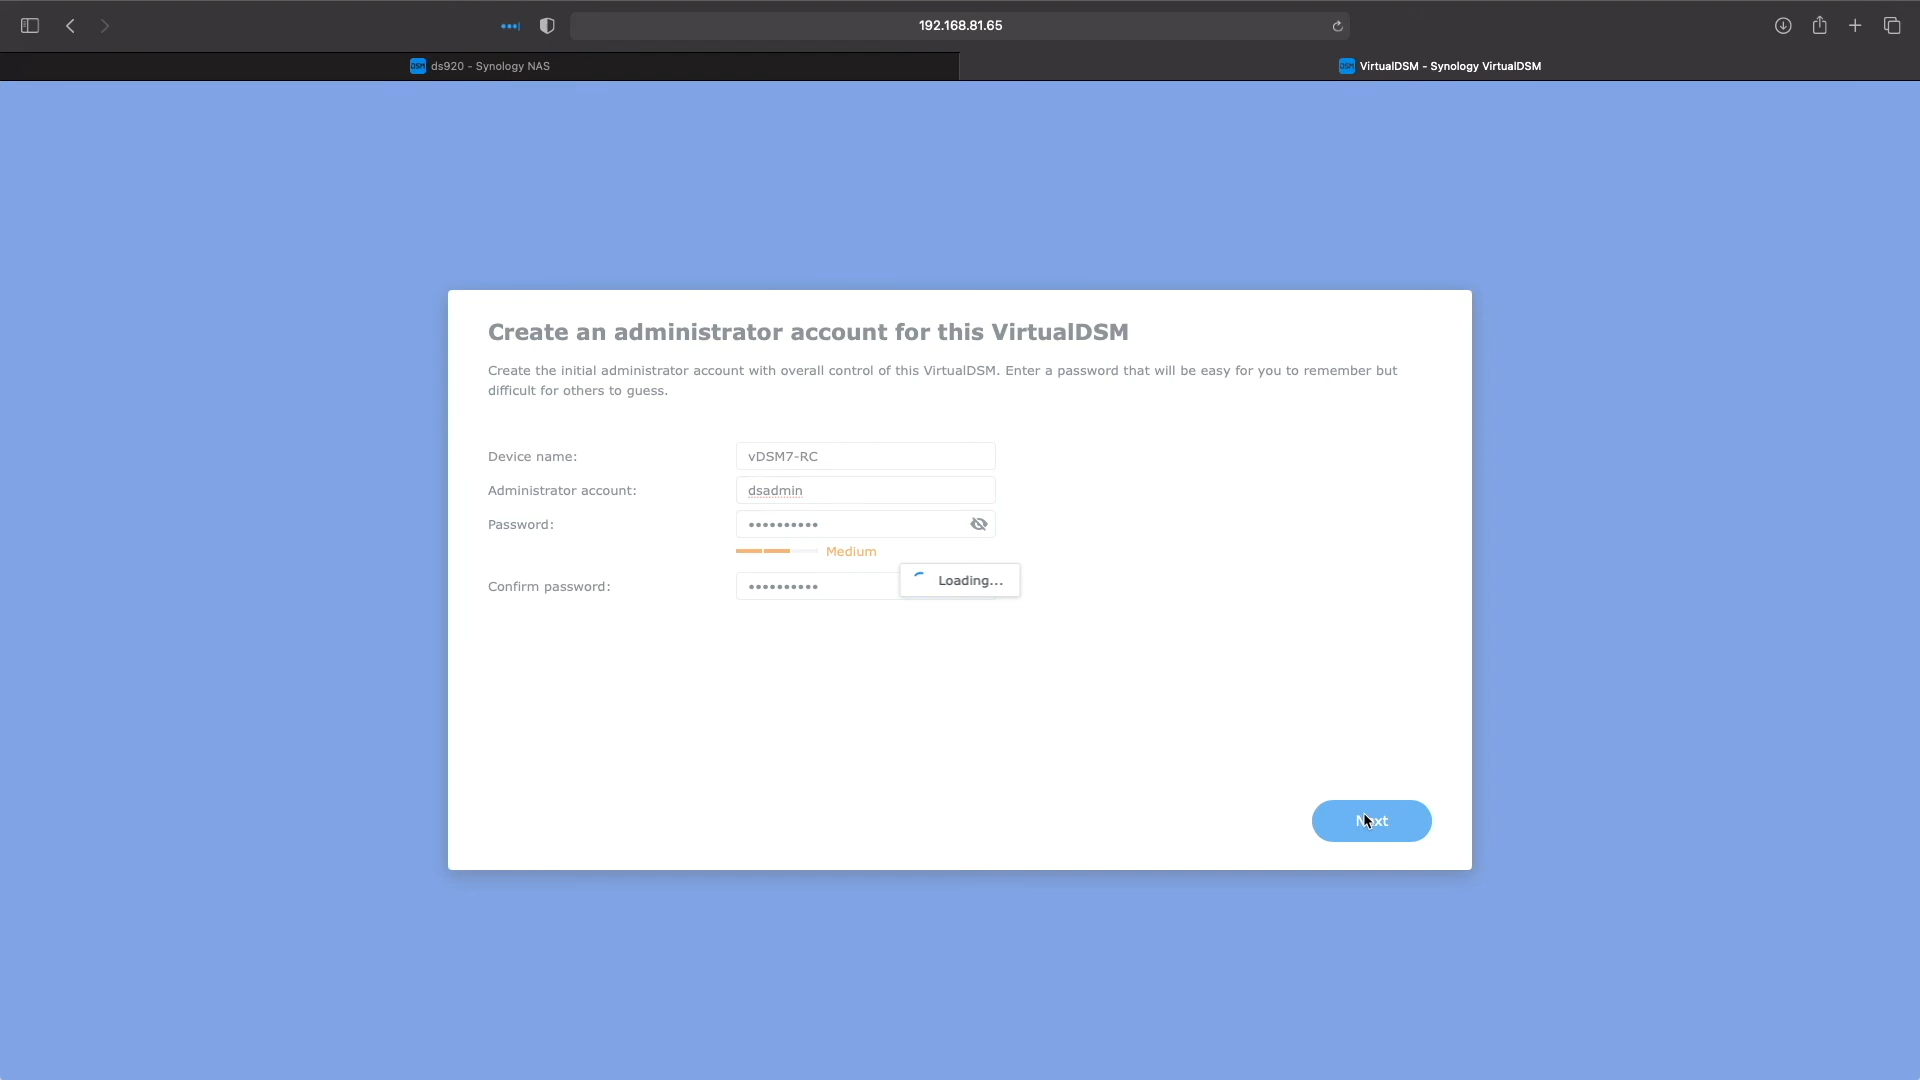 192.168.81.65
ds920 - Synology NAS
VirtualDSM - Synology VirtualDSM
Create an administrator account for this VirtualDSM
Create the initial administrator account with overall control of this VirtualDSM. Enter a password that will be easy for you to remember but
difficult for others to guess.
Device name: vDSM7-RC
Administrator account: dsadmin
Password: ••••••••••
Medium
Loading...
Confirm password: ••••••••••
Next